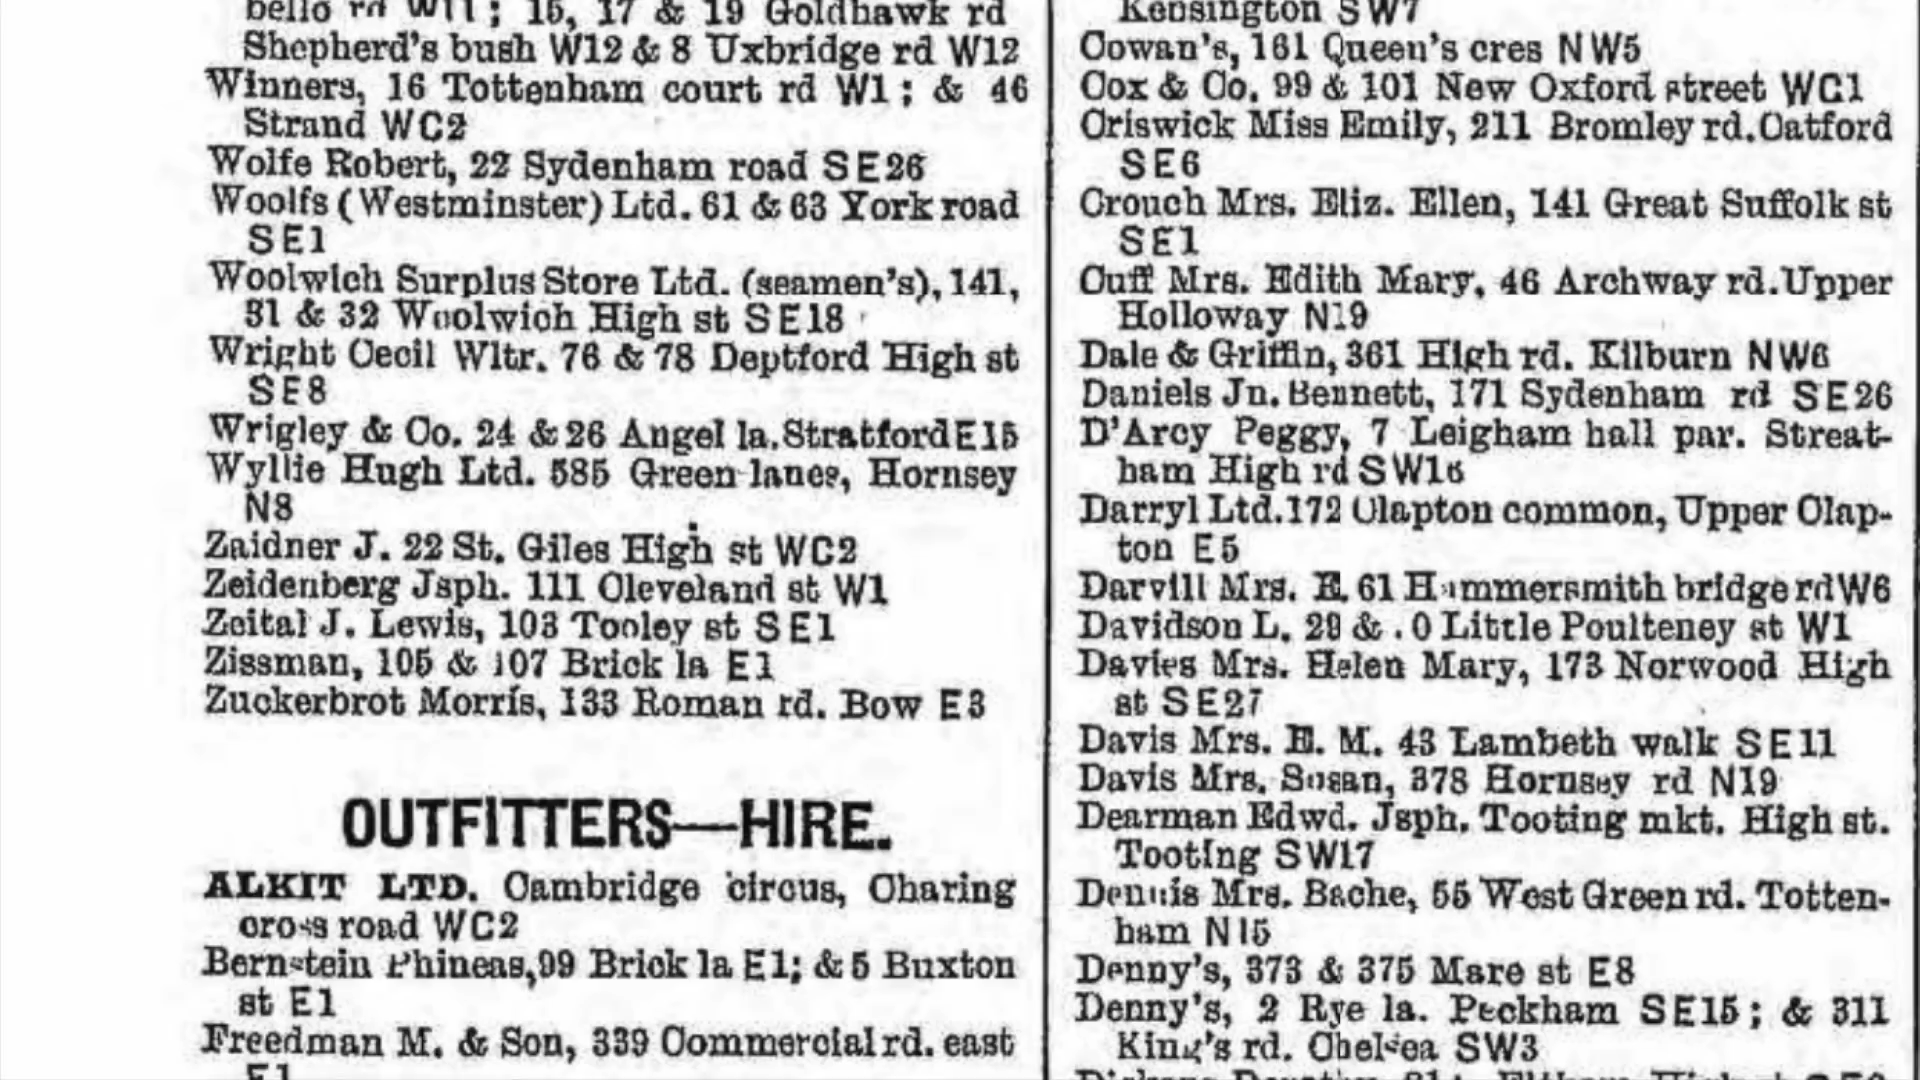 bello rd W11; 15, 17 & 19 Goldhawk rd
Shepherd's bush W12 & 8 Uxbridge rd W12
Winners, 16 Tottenham court rd W1; & 46
Strand WC2
Wolfe Robert, 22 Sydenham road SE26
Woolfs (Westminster) Ltd. 61 & 63 York road
SE1
Woolwich Surplus Store Ltd. (seamen's), 141,
31 & 32 Woolwich High st SE18
Wright Cecil Wltr. 76 & 78 Deptford High st
SE8
Wrigley & Co. 24 & 26 Angel la. Stratford E15
Wyllie Hugh Ltd. 585 Green lanes, Hornsey
N8
Zaidner J. 22 St. Giles High st WC2
Zeidenberg Jsph. 111 Cleveland st W1
Zeital J. Lewis, 103 Tooley st SE1
Zissman, 105 & 107 Brick la E1
Zuckerbrot Morris, 133 Roman rd. Bow E3
OUTFITTERS—HIRE.
ALKIT LTD. Cambridge circus, Charing
cross road WC2
Bernstein Phineas, 99 Brick la E1; & 5 Buxton
st E1
Freedman M. & Son, 339 Commercial rd. east
E1
Kensington SW7
Cowan's, 161 Queen's cres NW5
Cox & Co. 99 & 101 New Oxford street WC1
Criswick Miss Emily, 211 Bromley rd. Catford
SE6
Crouch Mrs. Eliz. Ellen, 141 Great Suffolk st
SE1
Cuff Mrs. Edith Mary, 46 Archway rd. Upper
Holloway N19
Dale & Griffin, 361 High rd. Kilburn NW6
Daniels Jn. Bennett, 171 Sydenham rd SE26
D'Arcy Peggy, 7 Leigham hall par. Streat-
ham High rd SW16
Darryl Ltd. 172 Clapton common, Upper Clap-
ton E5
Darvill Mrs. E. 61 Hammersmith bridge rd W6
Davidson L. 29 & Little Poulteney st W1
Davies Mrs. Helen Mary, 173 Norwood High
st SE27
Davis Mrs. E. M. 43 Lambeth walk SE11
Davis Mrs. Susan, 378 Hornsey rd N19
Dearman Edwd. Jsph. Tooting mkt. High st.
Tooting SW17
Dennis Mrs. Bache, 55 West Green rd. Totten-
ham N15
Denny's, 373 & 375 Mare st E8
Denny's, 2 Rye la. Peckham SE15; & 311
King's rd. Chelsea SW3